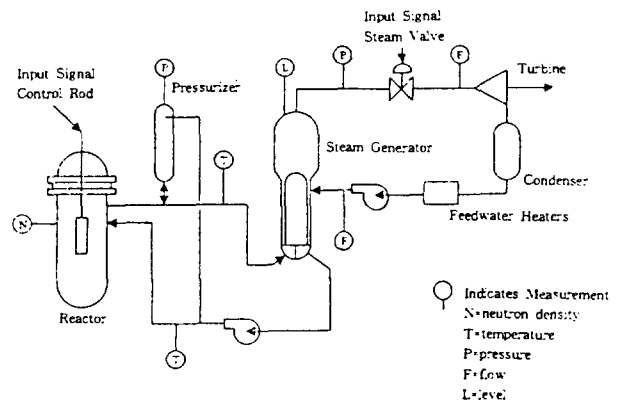 Input Signal
Steam Valve
Input Signal
Control Rod
P
Pressurizer
L
P
F
Turbine
T
Steam Generator
Condenser
Feedwater Heaters
N
F
Reactor
T
Indicates Measurement
N=neutron density
T=temperature
P=pressure
F=flow
L=level